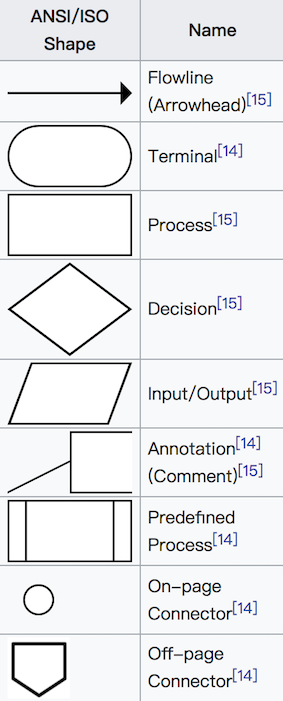 ANSI/ISO
Shape
Name
Flowline
(Arrowhead)[15]
Terminal[14]
Process[15]
Decision[15]
Input/Output[15]
Annotation[14]
(Comment)[15]
Predefined
Process[14]
On-page
Connector[14]
Off-page
Connector[14]